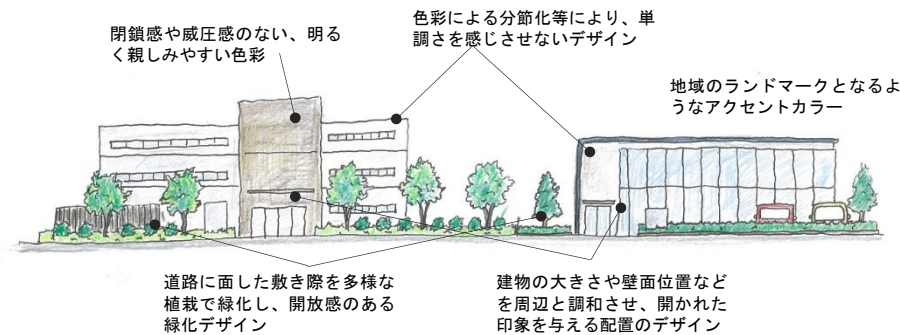 閉鎖感や威圧感のない、明る
く親しみやすい色彩
色彩による分節化等により、単
調さを感じさせないデザイン
地域のランドマークとなるよ
うなアクセントカラー
道路に面した敷き際を多様な
植栽で緑化し、開放感のある
緑化デザイン
建物の大きさや壁面位置など
を周辺と調和させ、開かれた
印象を与える配置のデザイン